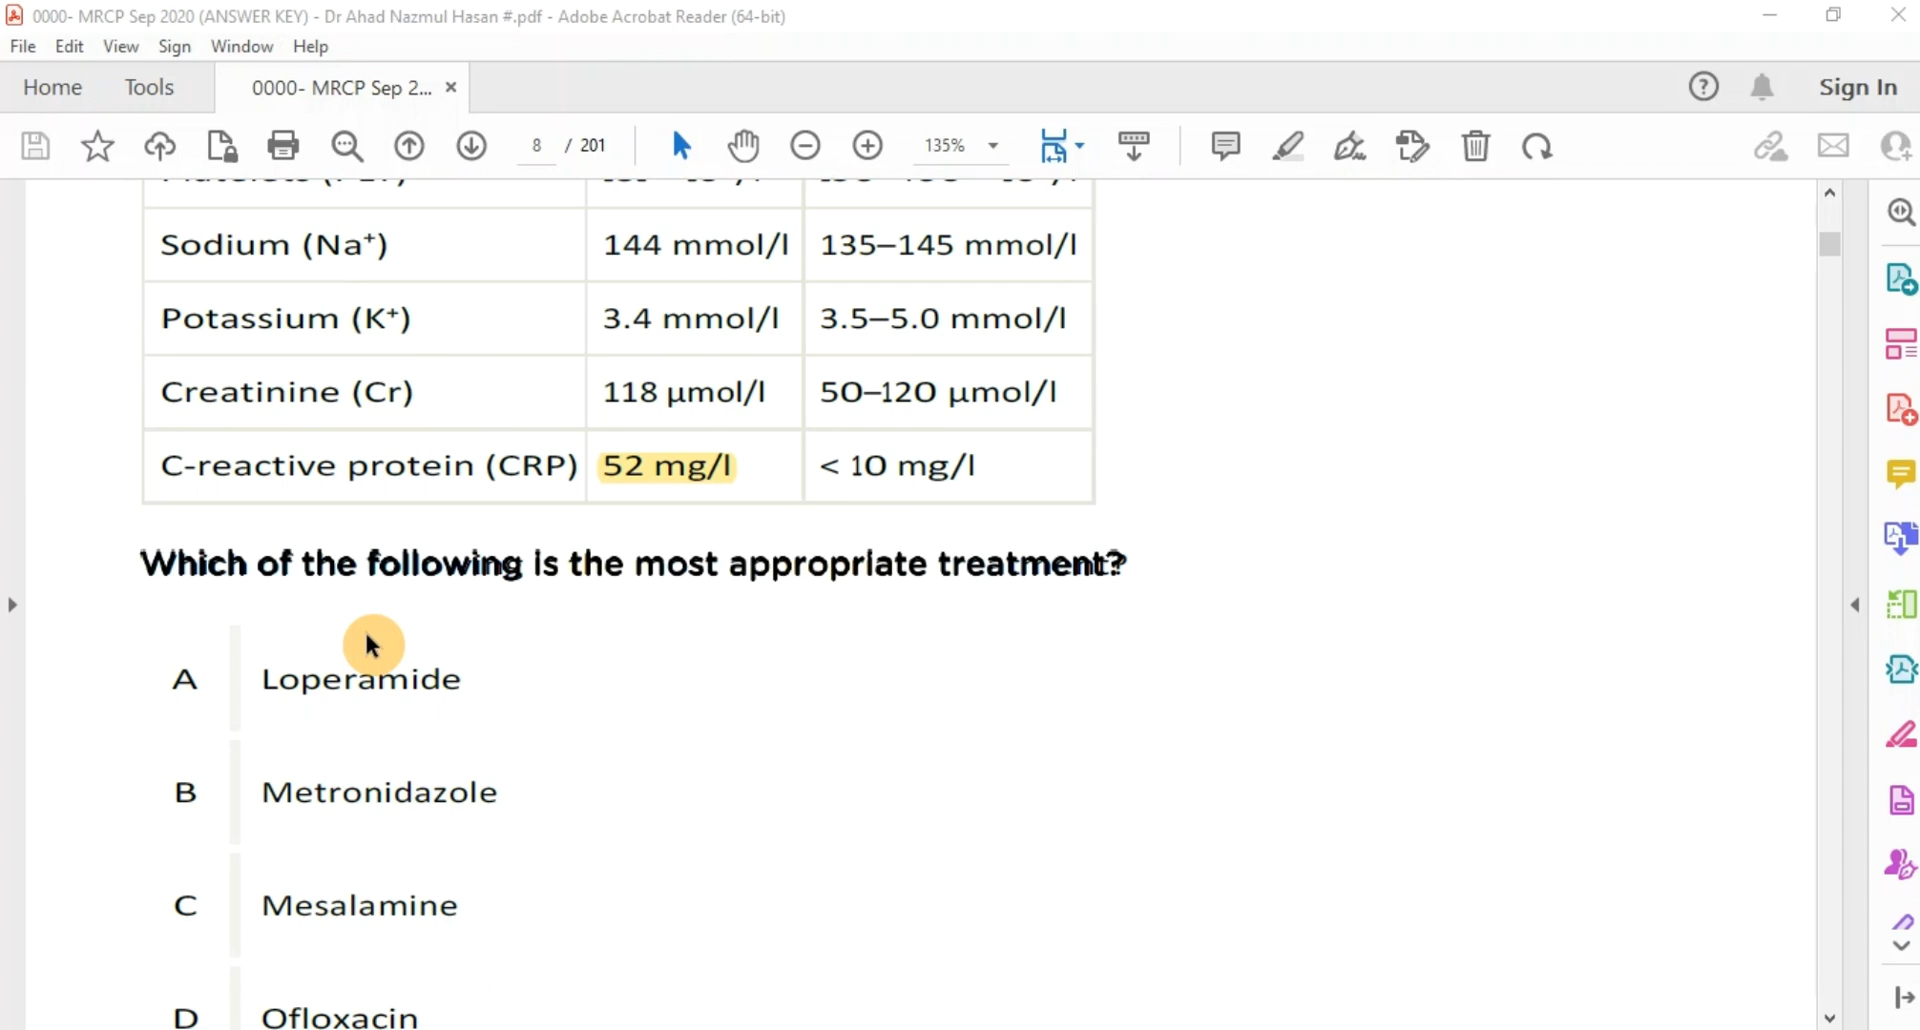 0000- MRCP Sep 2020 (ANSWER KEY) - Dr Ahad Nazmul Hasan #.pdf - Adobe Acrobat Reader (64-bit)
File Edit View Sign Window Help
Home Tools 0000- MRCP Sep 2... × Sign In
8 / 201 135%
Sodium (Na⁺) 144 mmol/l 135–145 mmol/l
Potassium (K⁺) 3.4 mmol/l 3.5–5.0 mmol/l
Creatinine (Cr) 118 μmol/l 50–120 μmol/l
C-reactive protein (CRP) 52 mg/l < 10 mg/l
Which of the following is the most appropriate treatment?
A Loperamide
B Metronidazole
C Mesalamine
D Ofloxacin